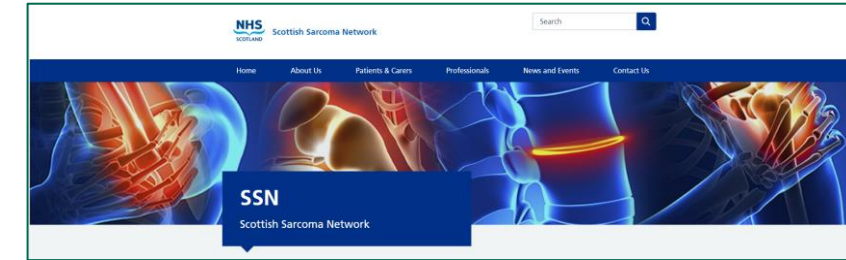 NHS
SCOTLAND
Scottish Sarcoma Network
Search
Home About Us Patients & Carers Professionals News and Events Contact Us
SSN
Scottish Sarcoma Network